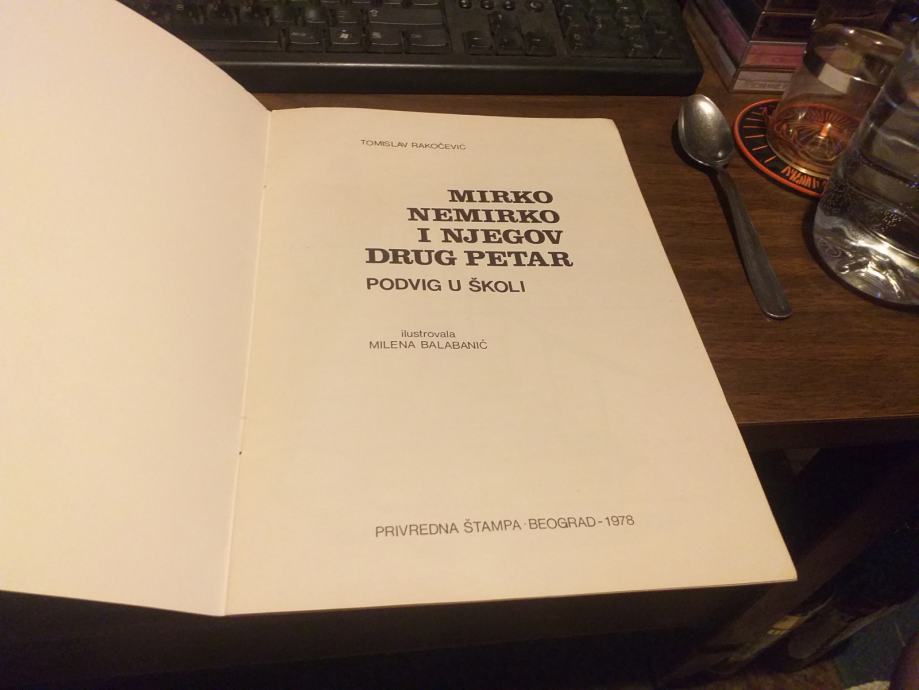 TOMISLAV RAKOČEVIĆ
MIRKO
NEMIRKO
I NJEGOV
DRUG PETAR
PODVIG U ŠKOLI
ilustrovala
MILENA BALABANIĆ
PRIVREDNA ŠTAMPA · BEOGRAD - 1978